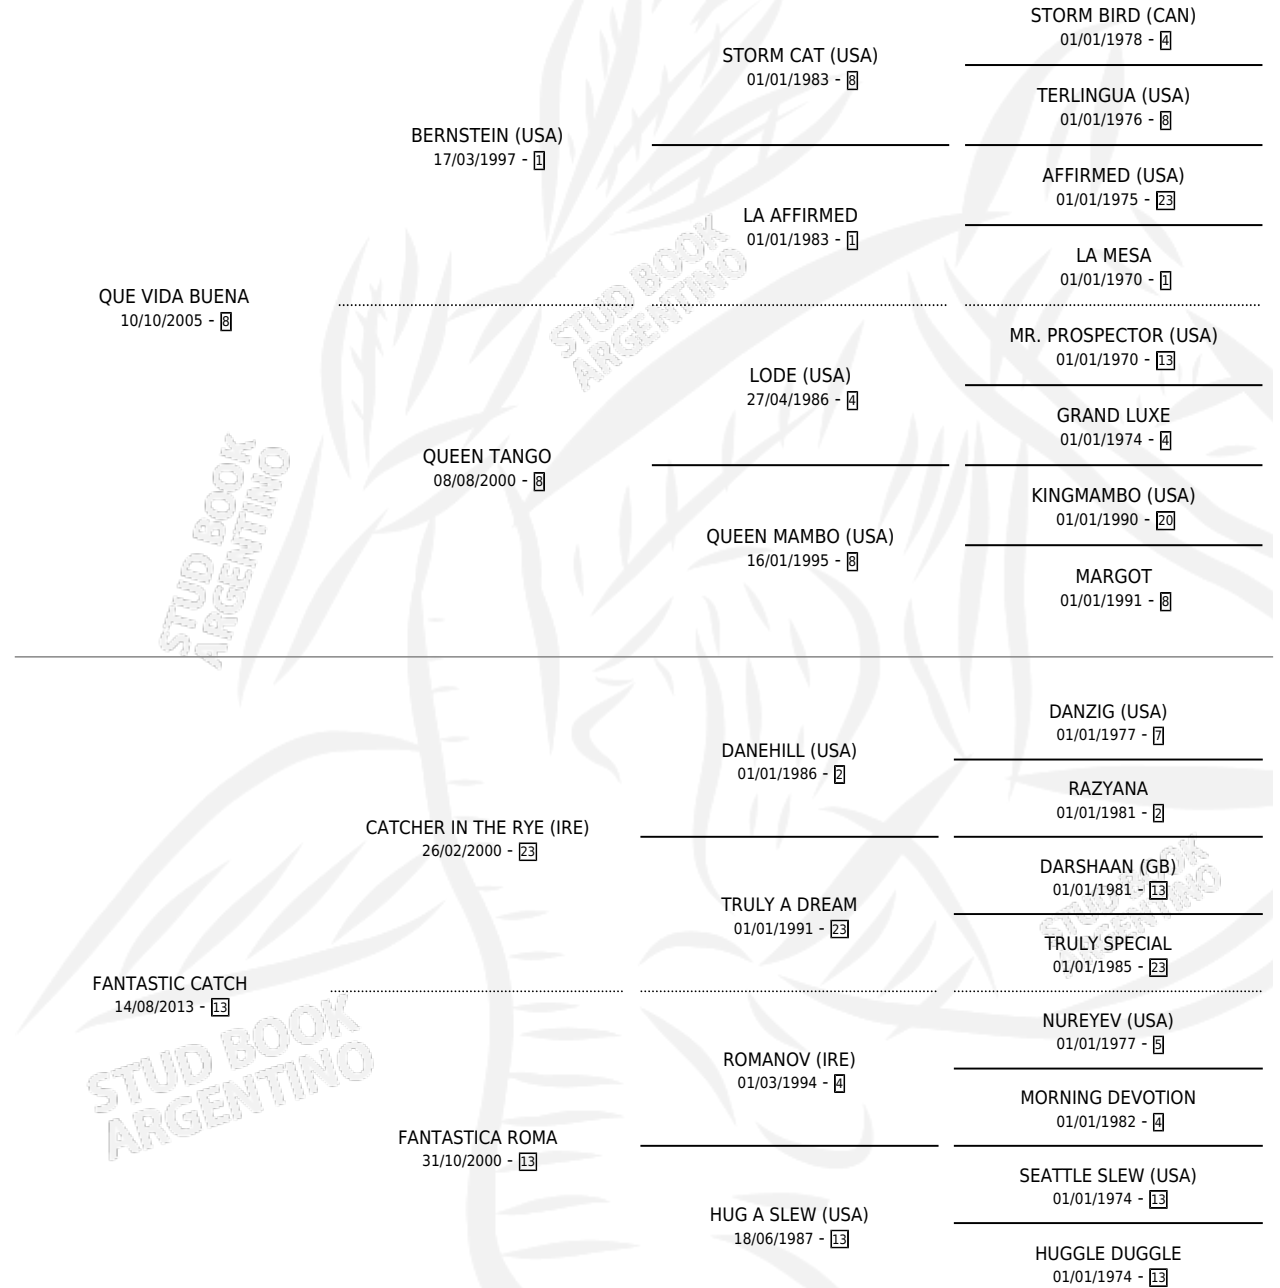 STORM BIRD (CAN)
01/01/1978 - 4
STORM CAT (USA)
01/01/1983 - 8
TERLINGUA (USA)
01/01/1976 - 8
BERNSTEIN (USA)
17/03/1997 - 1
AFFIRMED (USA)
01/01/1975 - 23
LA AFFIRMED
01/01/1983 - 1
LA MESA
01/01/1970 - 1
QUE VIDA BUENA
10/10/2005 - 8
MR. PROSPECTOR (USA)
01/01/1970 - 13
LODE (USA)
27/04/1986 - 4
GRAND LUXE
01/01/1974 - 4
QUEEN TANGO
08/08/2000 - 8
KINGMAMBO (USA)
01/01/1990 - 20
QUEEN MAMBO (USA)
16/01/1995 - 8
MARGOT
01/01/1991 - 8
STUD BOOK
ARGENTINO
STUD BOOK
ARGENTINO
DANZIG (USA)
01/01/1977 - 7
DANEHILL (USA)
01/01/1986 - 2
RAZYANA
01/01/1981 - 2
CATCHER IN THE RYE (IRE)
26/02/2000 - 23
DARSHAAN (GB)
01/01/1981 - 13
TRULY A DREAM
01/01/1991 - 23
TRULY SPECIAL
01/01/1985 - 23
FANTASTIC CATCH
14/08/2013 - 13
NUREYEV (USA)
01/01/1977 - 5
ROMANOV (IRE)
01/03/1994 - 4
MORNING DEVOTION
01/01/1982 - 4
FANTASTICA ROMA
31/10/2000 - 13
SEATTLE SLEW (USA)
01/01/1974 - 13
HUG A SLEW (USA)
18/06/1987 - 13
HUGGLE DUGGLE
01/01/1974 - 13
STUD BOOK
ARGENTINO
STUD BOOK
ARGENTINO